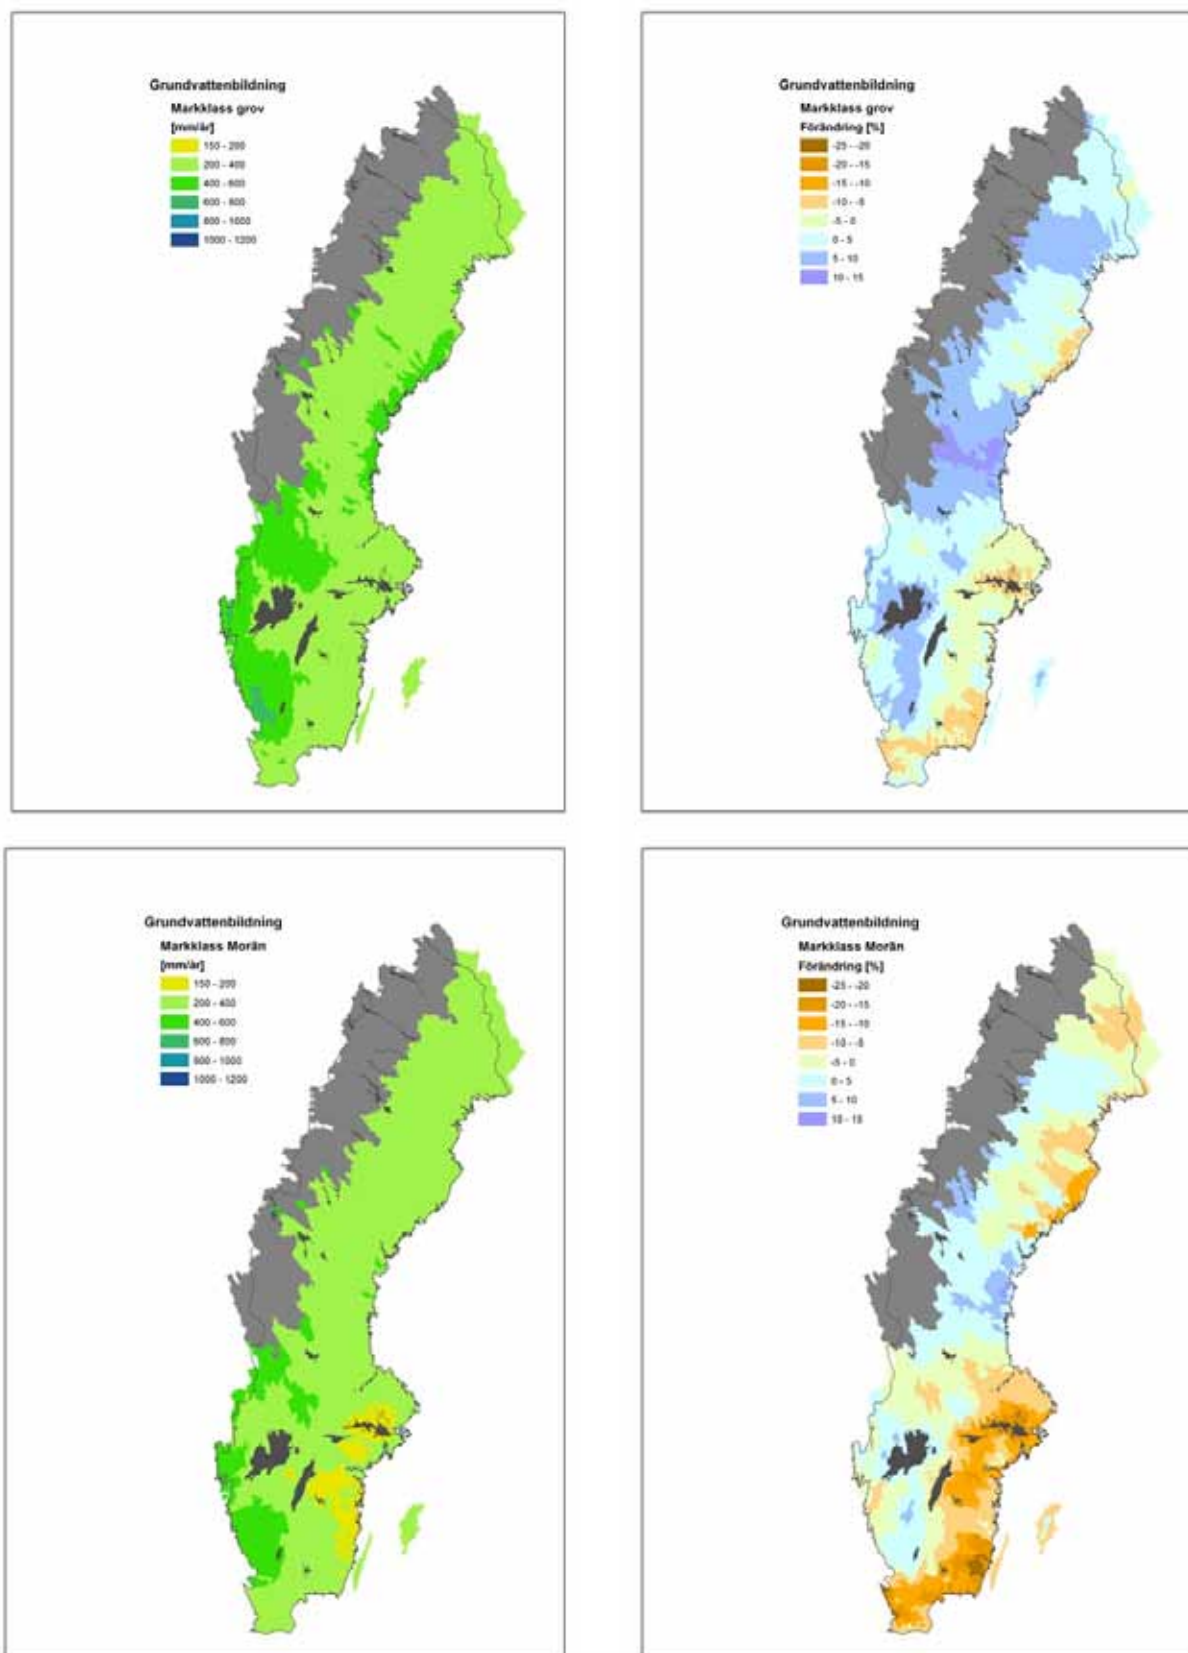 Grundvattenbildning
Markklass grov
[mm/år]
150 - 200
200 - 400
400 - 600
600 - 800
800 - 1000
1000 - 1200
Grundvattenbildning
Markklass grov
Förändring [%]
-25 - -20
-20 - -15
-15 - -10
-10 - -5
-5 - 0
0 - 5
5 - 10
10 - 15
Grundvattenbildning
Markklass Morän
[mm/år]
150 - 200
200 - 400
400 - 600
600 - 800
800 - 1000
1000 - 1200
Grundvattenbildning
Markklass Morän
Förändring [%]
-25 - -20
-20 - -15
-15 - -10
-10 - -5
-5 - 0
0 - 5
5 - 10
10 - 15